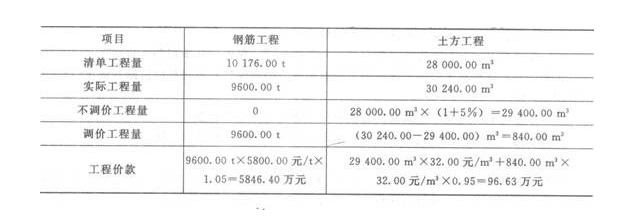 项目 钢筋工程 土方工程
清单工程量 10 176.00 t 28 000.00 m³
实际工程量 9600.00 t 30 240.00 m³
不调价工程量 0 28 000.00 m³×(1+5%)=29 400.00 m³
调价工程量 9600.00 t (30 240.00-29 400.00) m³=840.00 m³
工程价款 9600.00 t×5800.00 元/t× 29 400.00 m³×32.00 元/m³+840.00 m³×
1.05=5846.40 万元 32.00 元/m³×0.95=96.63 万元